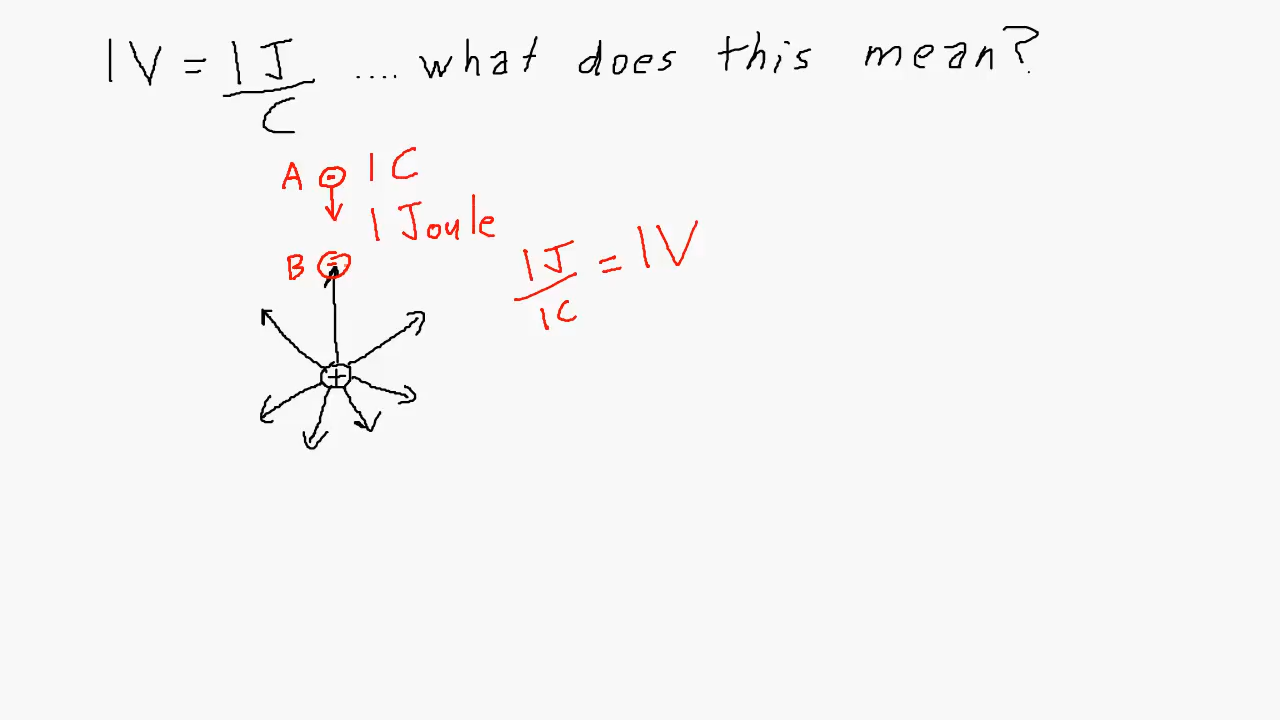 1V = 1J .... what does this mean?
C
A - 1C
1 Joule
B - 1J = 1V
1C
+